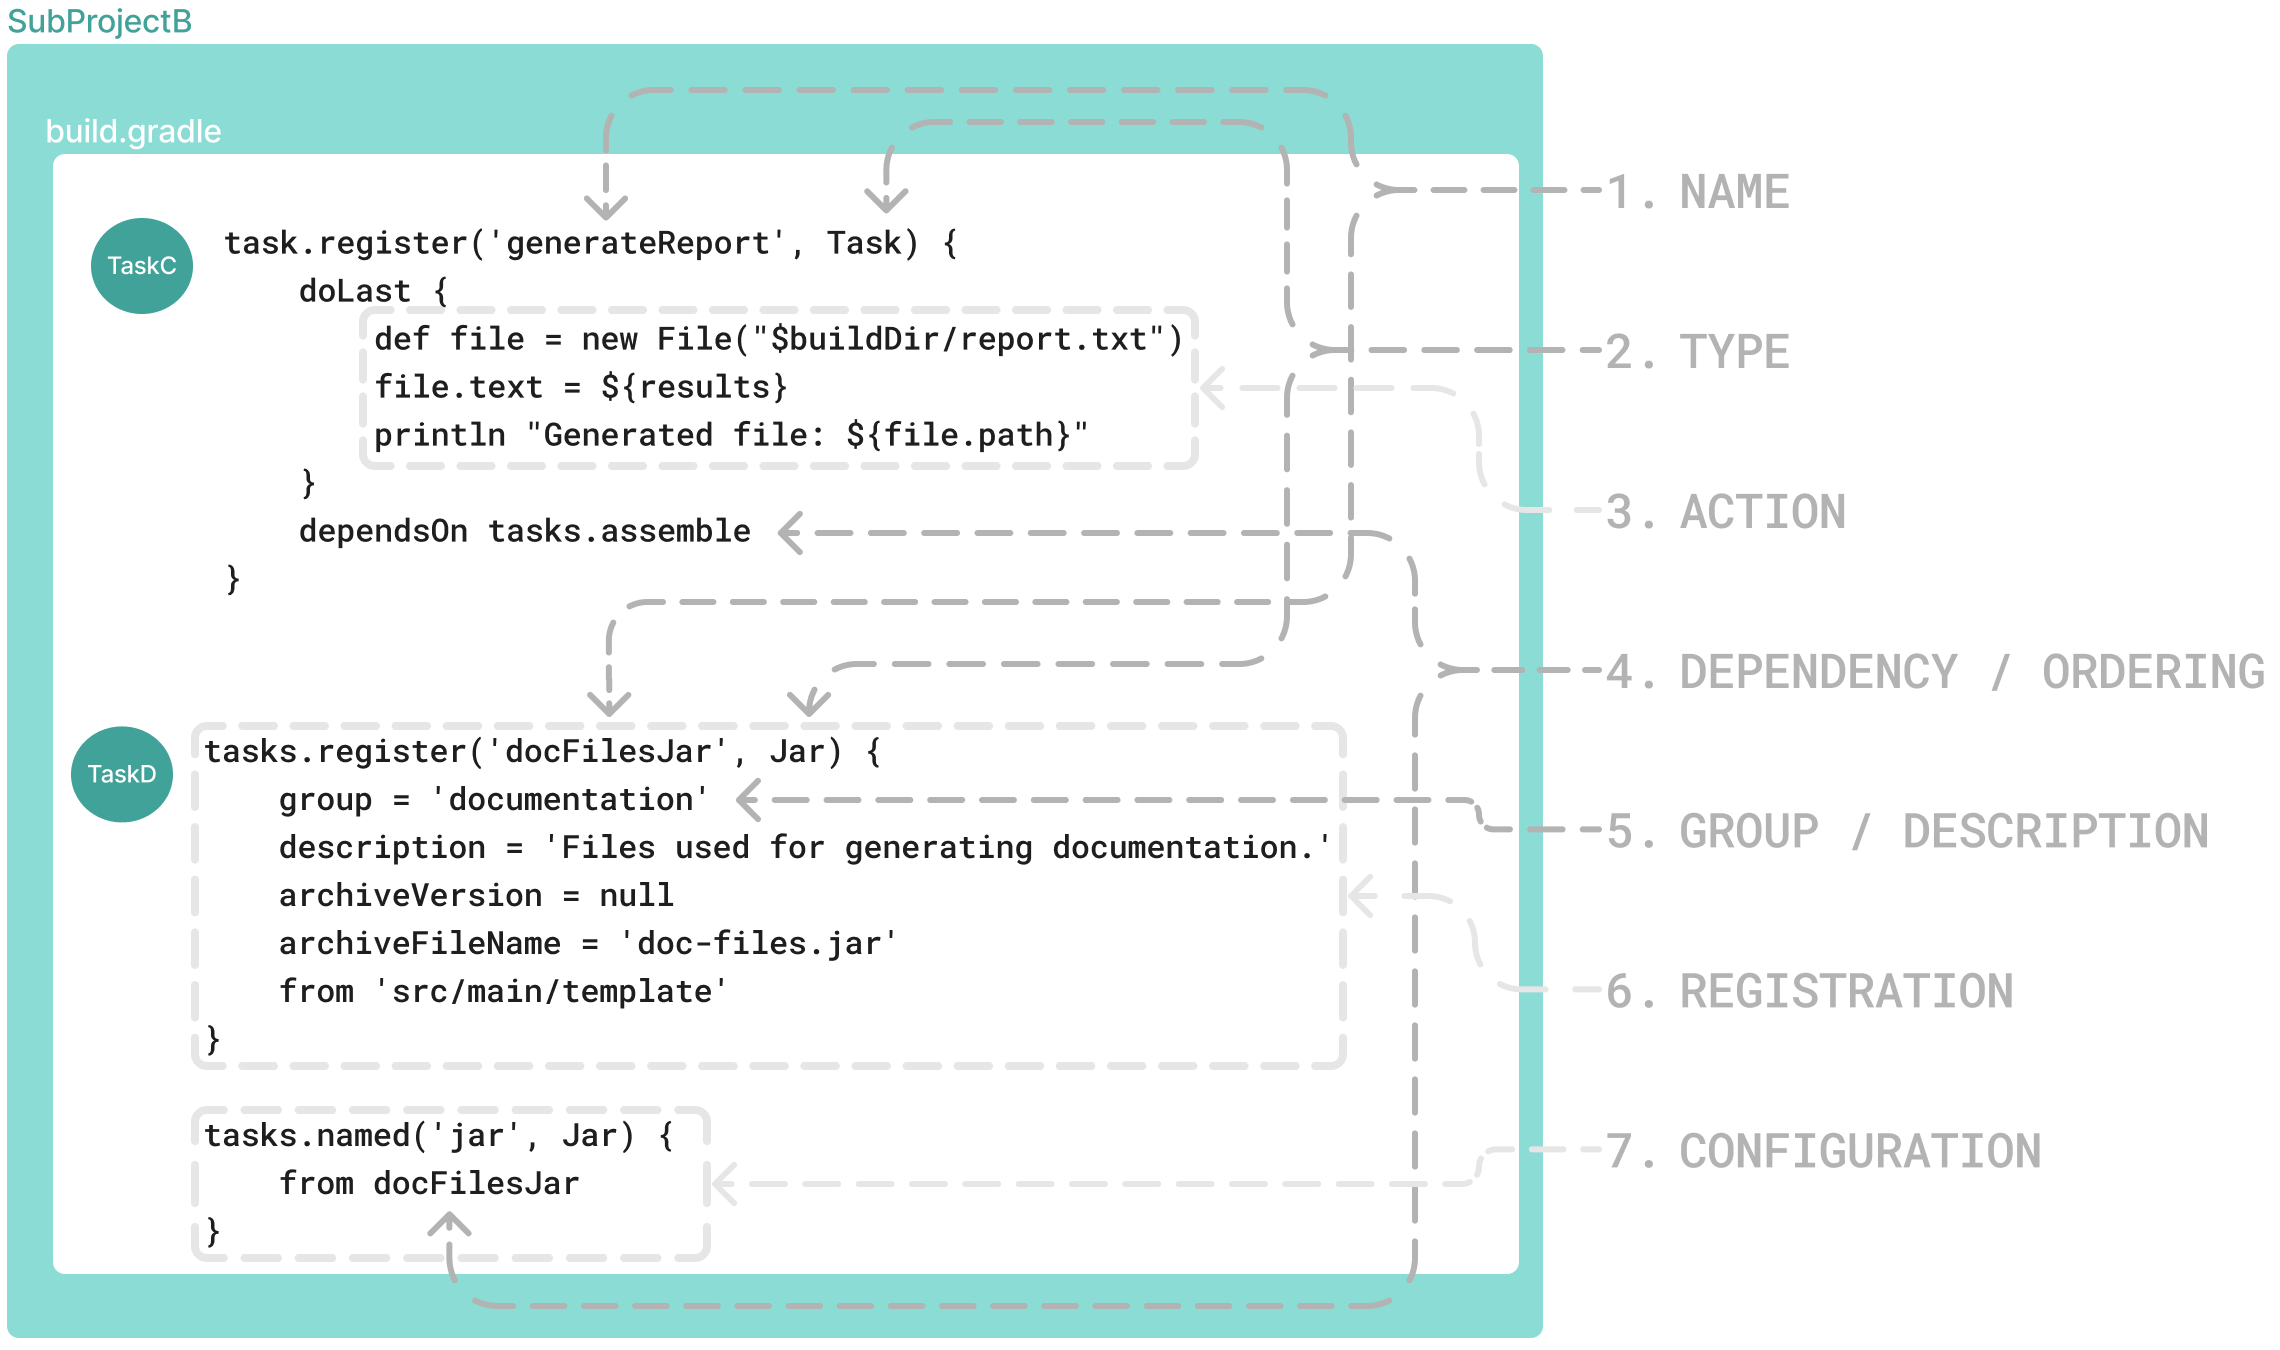 SubProjectB
build.gradle
TaskC
task.register('generateReport', Task) {
    doLast {
        def file = new File("$buildDir/report.txt")
        file.text = ${results}
        println "Generated file: ${file.path}"
    }
    dependsOn tasks.assemble
}
TaskD
tasks.register('docFilesJar', Jar) {
    group = 'documentation'
    description = 'Files used for generating documentation.'
    archiveVersion = null
    archiveFileName = 'doc-files.jar'
    from 'src/main/template'
}
tasks.named('jar', Jar) {
    from docFilesJar
}
1. NAME
2. TYPE
3. ACTION
4. DEPENDENCY / ORDERING
5. GROUP / DESCRIPTION
6. REGISTRATION
7. CONFIGURATION